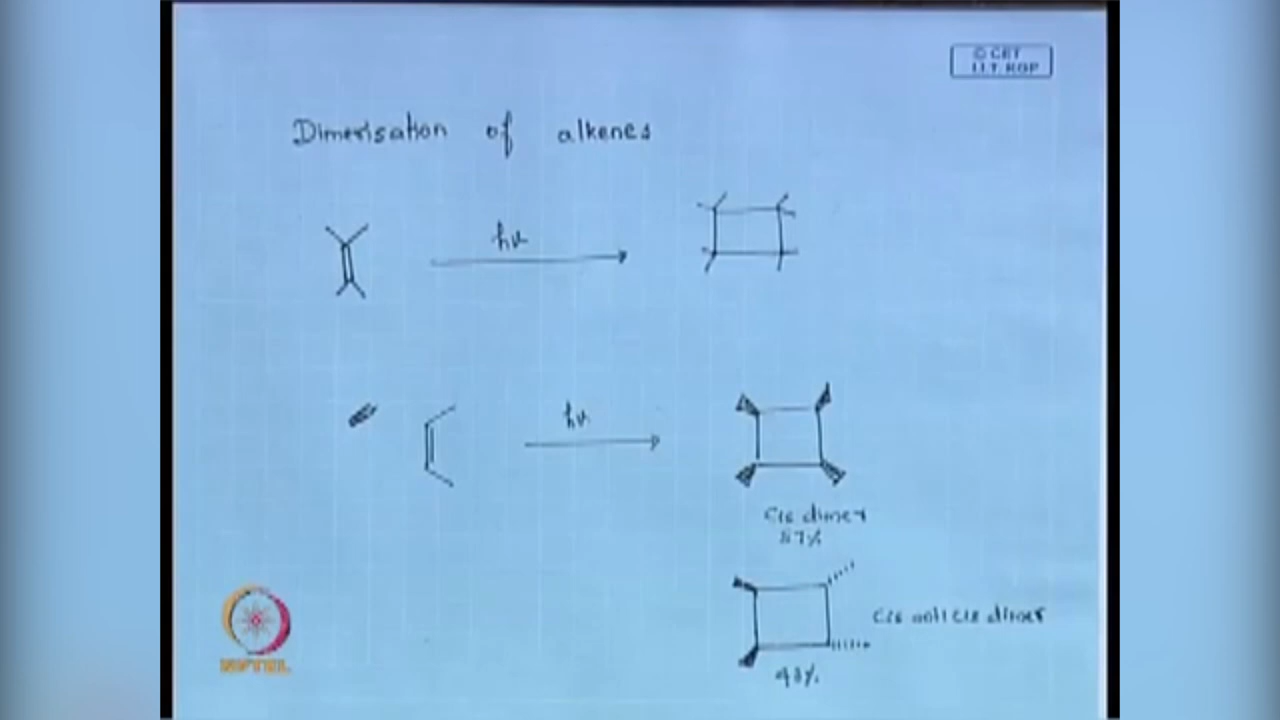 © CET
I.I.T. KGP
Dimerisation of alkenes
hν
hν
Cis dimer
57%
Cis anti cis dimer
43%
NPTEL